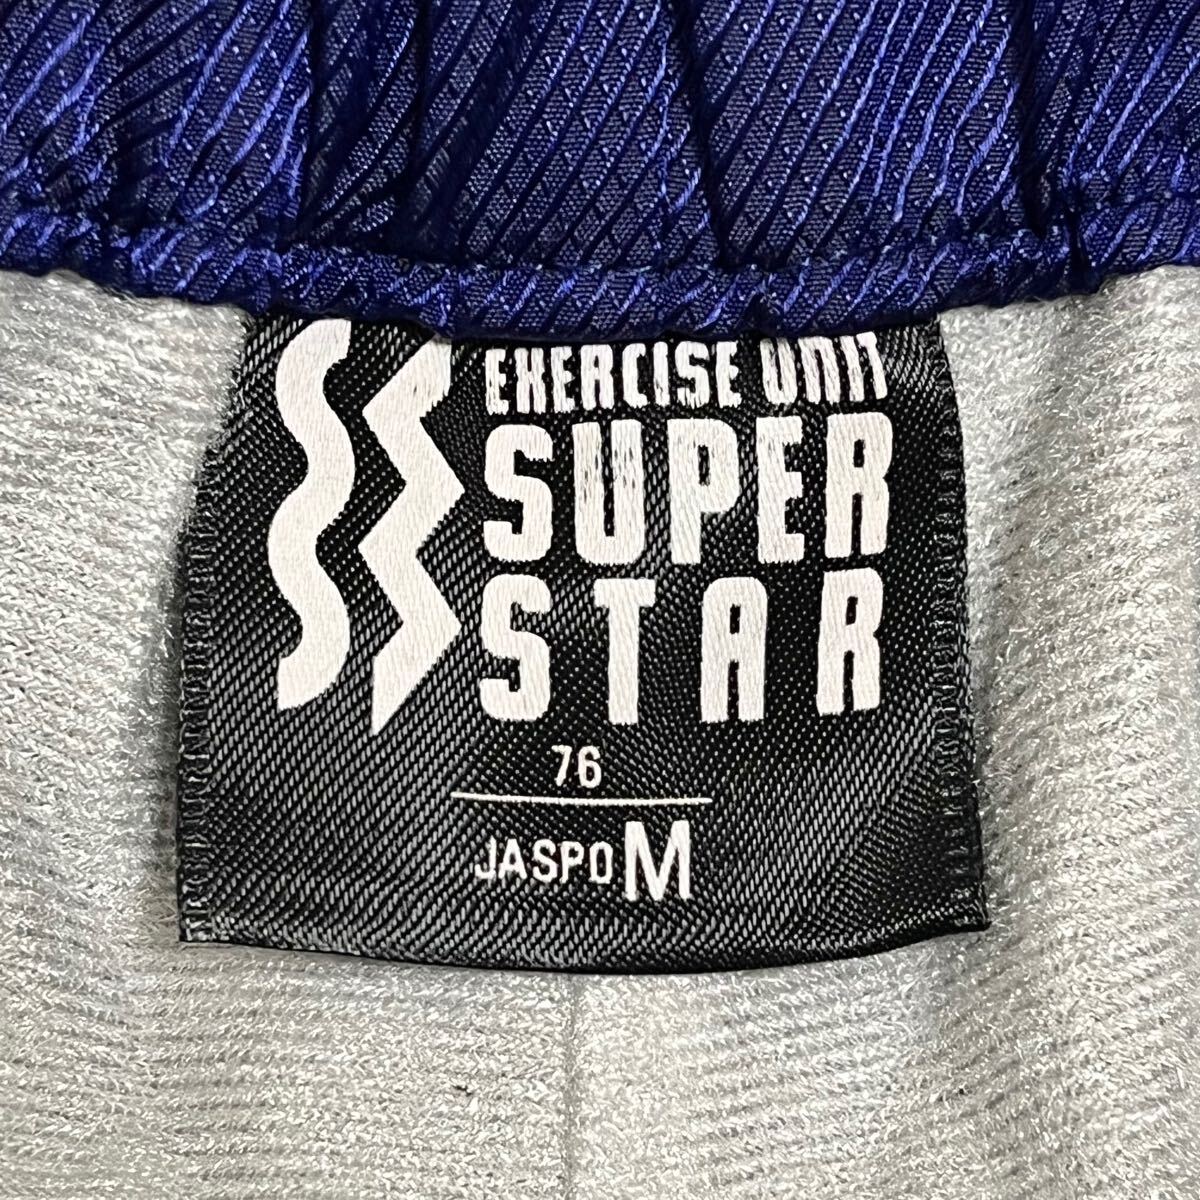 EXERCISE UNIT
SUPER
STAR
76
JASPO M